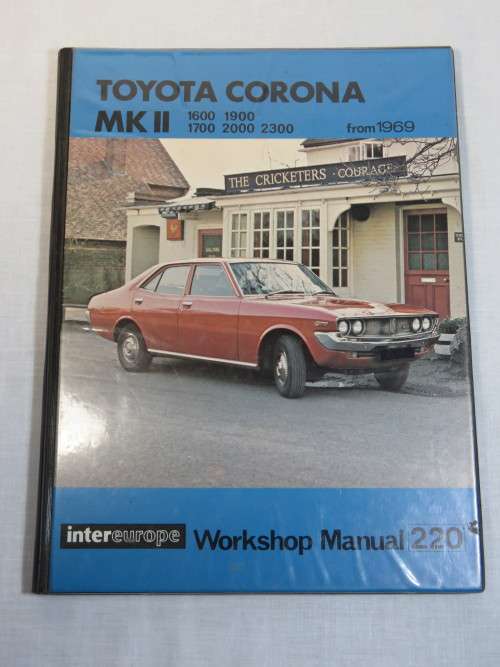 TOYOTA CORONA
MK II
1600 1900
1700 2000 2300
from 1969
THE CRICKETERS · COURAGE
intereurope Workshop Manual 220